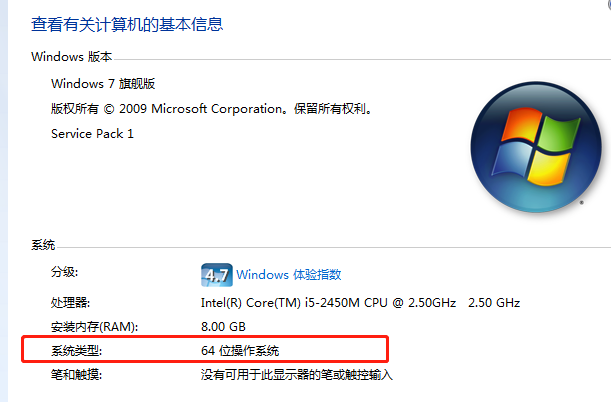 查看有关计算机的基本信息
Windows 版本
Windows 7 旗舰版
版权所有 © 2009 Microsoft Corporation。保留所有权利。
Service Pack 1
系统
分级:
4.7 Windows 体验指数
处理器: Intel(R) Core(TM) i5-2450M CPU @ 2.50GHz 2.50 GHz
安装内存(RAM): 8.00 GB
系统类型: 64 位操作系统
笔和触摸: 没有可用于此显示器的笔或触控输入